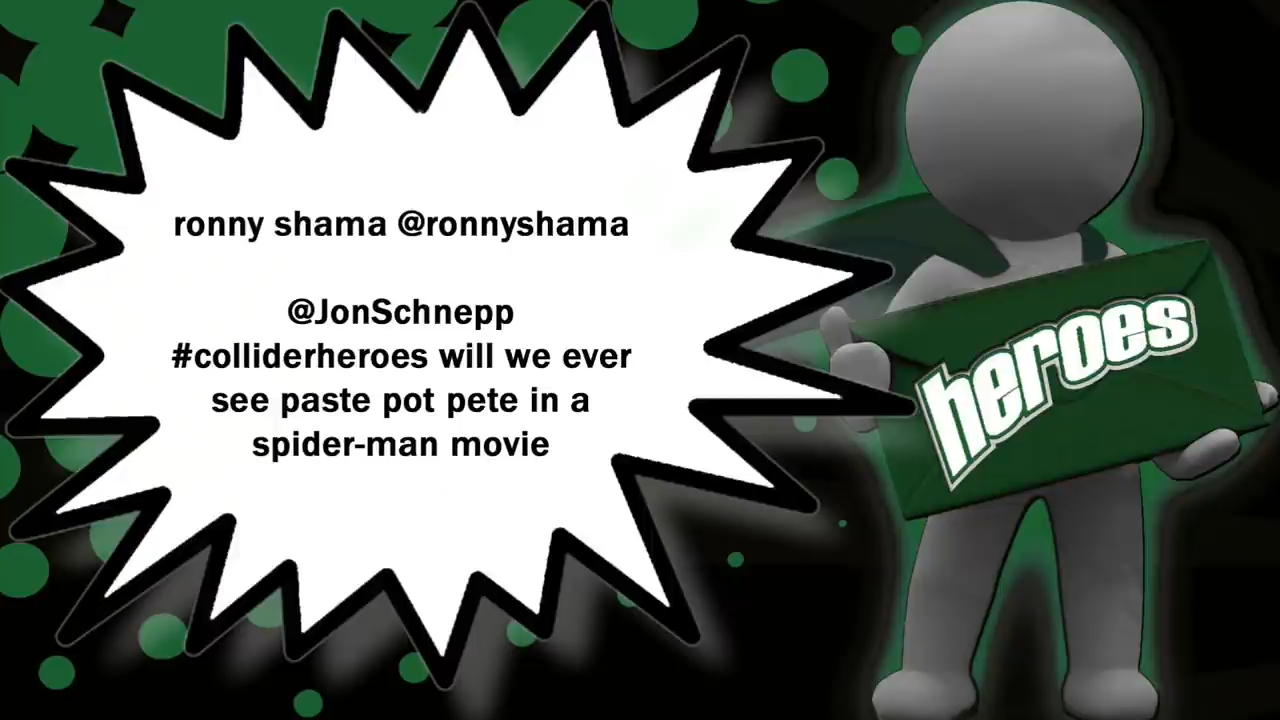 ronny shama @ronnyshama
@JonSchnepp
#colliderheroes will we ever
see paste pot pete in a
spider-man movie
heroes